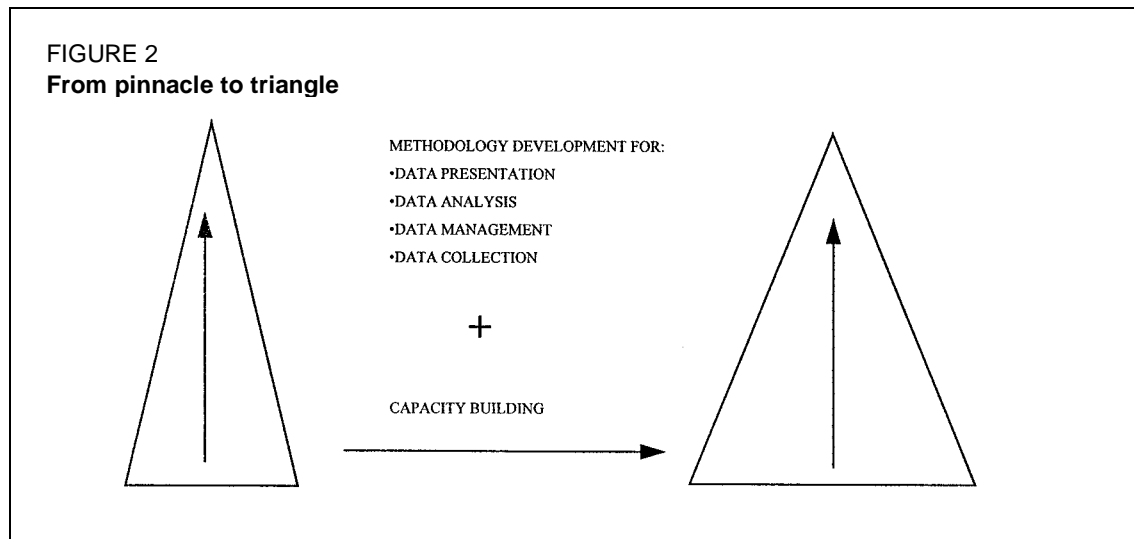 FIGURE 2
From pinnacle to triangle
METHODOLOGY DEVELOPMENT FOR:
•DATA PRESENTATION
•DATA ANALYSIS
•DATA MANAGEMENT
•DATA COLLECTION
+
CAPACITY BUILDING